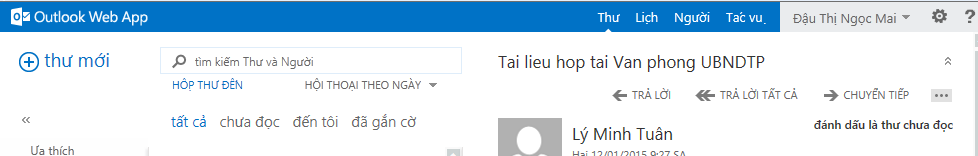 Outlook Web App Thư Lịch Người Tác vụ Đậu Thị Ngọc Mai ?
thư mới
tìm kiếm Thư và Người
HỘP THƯ ĐẾN HỘI THOẠI THEO NGÀY
tất cả chưa đọc đến tôi đã gắn cờ
Ưa thích
Tai lieu hop tai Van phong UBNDTP
TRẢ LỜI TRẢ LỜI TẤT CẢ CHUYỂN TIẾP
đánh dấu là thư chưa đọc
Lý Minh Tuân
Hai 12/01/2015 9:27 SA